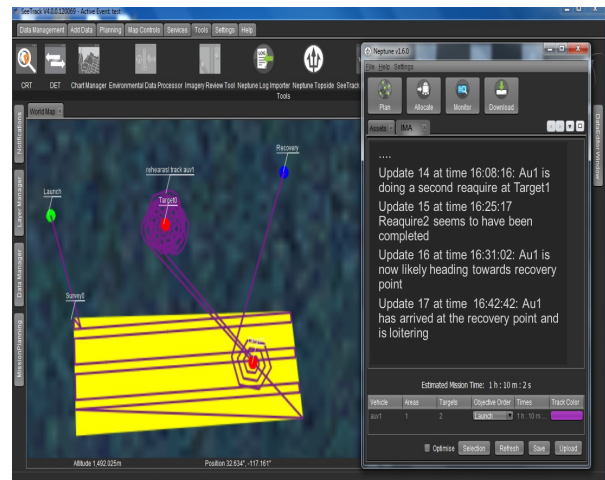 SeeTrack V4.0.0.120069 - Active Event: test
Data Management Add Data Planning Map Controls Services Tools Settings Help
CRT DET Chart Manager Environmental Data Processor Imagery Review Tool Neptune Log Importer Neptune Topside SeeTrack
Tools
World Map
Notifications
Layer Manager
Data Manager
MissionPlanning
Launch
rehearasl track auv1
Target0
Recovery
Survey0
Altitude 1,492.025m Position 32.634°, -117.161°
Neptune v1.6.0
File Help Settings
Plan Allocate Monitor Download
Assets IMA
....
Update 14 at time 16:08:16: Au1 is
doing a second reaquire at Target1
Update 15 at time 16:25:17
Reaquire2 seems to have been
completed
Update 16 at time 16:31:02: Au1 is
now likely heading towards recovery
point
Update 17 at time 16:42:42: Au1
has arrived at the recovery point and
is loitering
Estimated Mission Time: 1 h : 10 m : 2 s
Vehicle Areas Targets Objective Order Times Track Color
auv1 1 2 Launch 1 h : 10 m ...
Optimise Selection Refresh Save Upload
DataEditorWindow